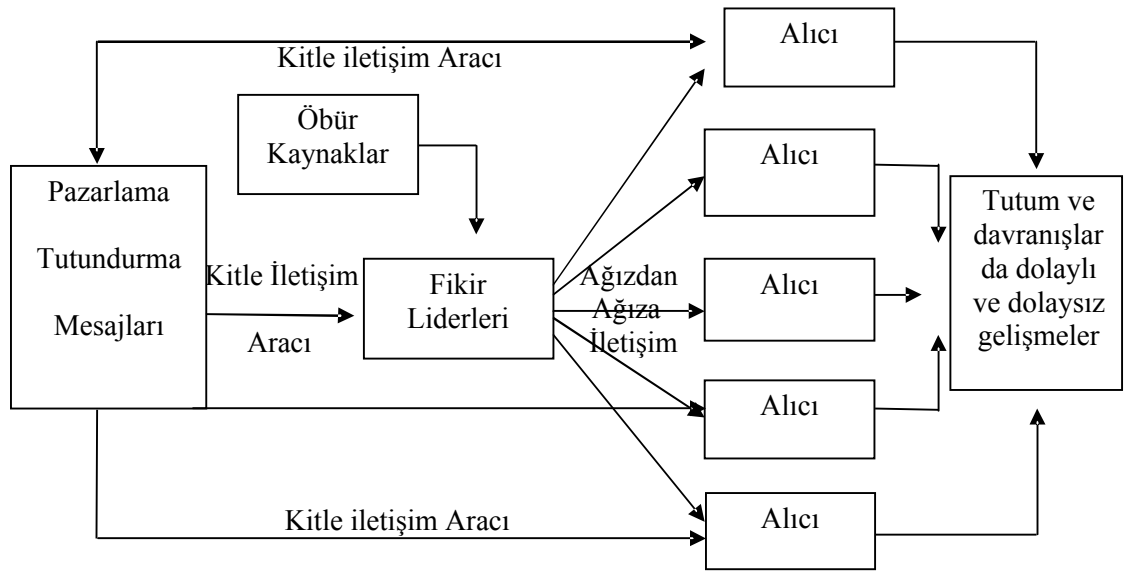 Alıcı
Kitle iletişim Aracı
Öbür
Kaynaklar
Alıcı
Pazarlama
Tutundurma
Mesajları
Kitle İletişim
Aracı
Fikir
Liderleri
Ağızdan
Ağıza
İletişim
Alıcı
Tutum ve
davranışlar
da dolaylı
ve dolaysız
gelişmeler
Alıcı
Kitle iletişim Aracı
Alıcı